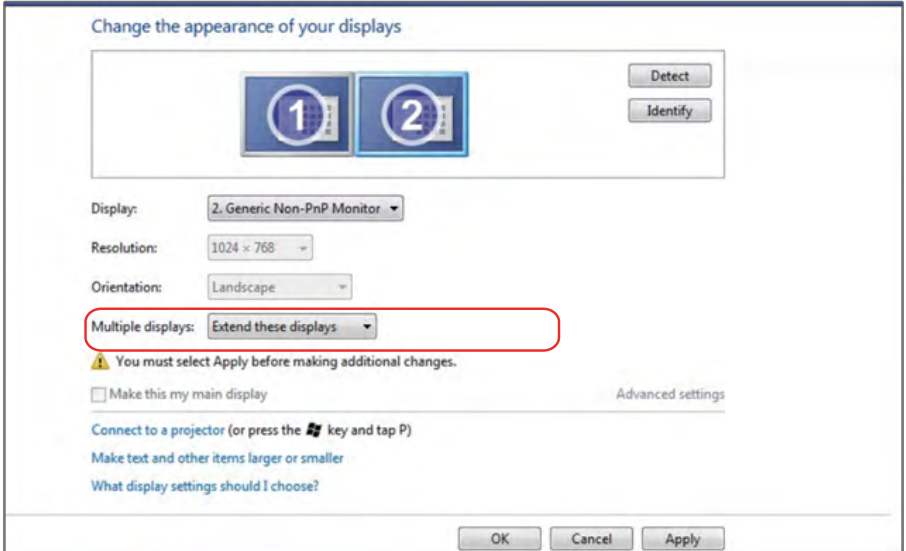 Change the appearance of your displays
1 2
Detect
Identify
Display: 2. Generic Non-PnP Monitor
Resolution: 1024 × 768
Orientation: Landscape
Multiple displays: Extend these displays
You must select Apply before making additional changes.
Make this my main display Advanced settings
Connect to a projector (or press the key and tap P)
Make text and other items larger or smaller
What display settings should I choose?
OK Cancel Apply